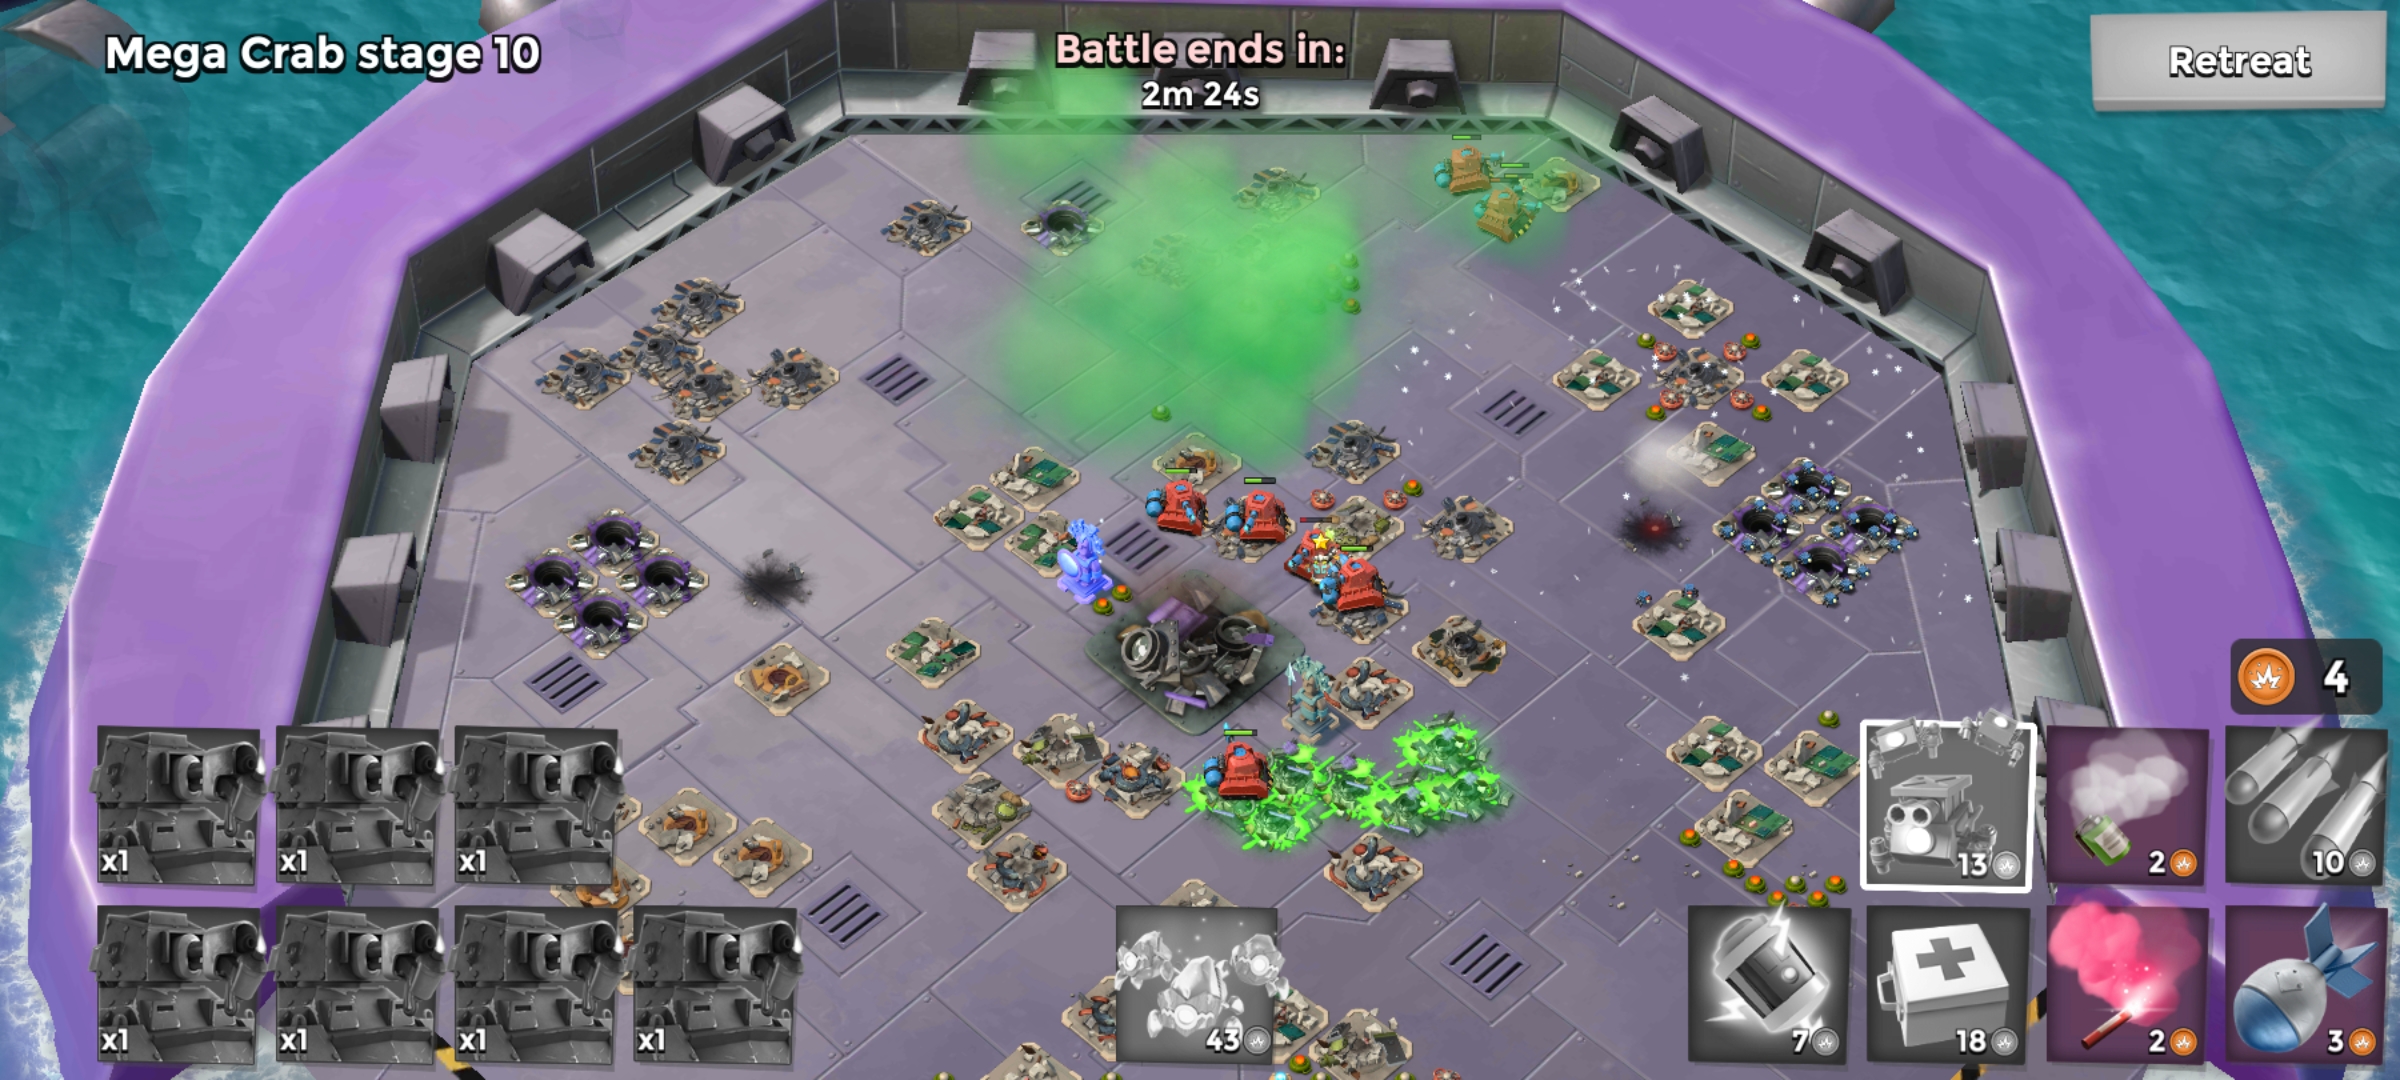 Mega Crab stage 10
Battle ends in:
2m 24s
Retreat
4
x1
x1
x1
13
2
10
x1
x1
x1
x1
43
7
18
2
3